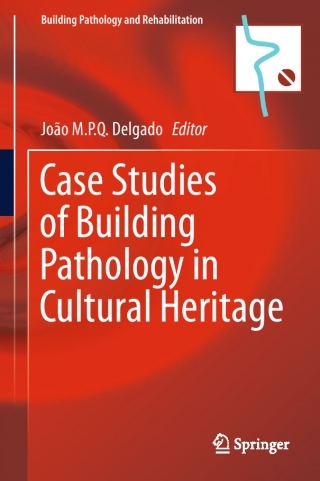 Building Pathology and Rehabilitation
João M.P.Q. Delgado Editor
Case Studies
of Building
Pathology in
Cultural Heritage
Springer